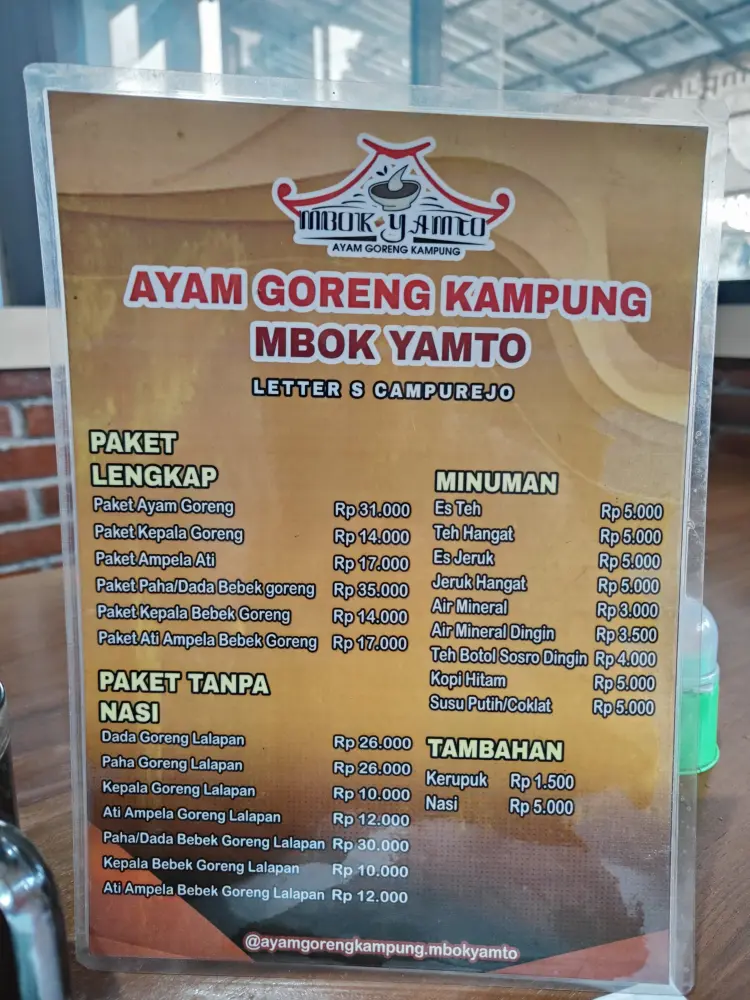 MBOK YAMTO
AYAM GORENG KAMPUNG
AYAM GORENG KAMPUNG
MBOK YAMTO
LETTER S CAMPUREJO
PAKET
LENGKAP
Paket Ayam Goreng Rp 31.000
Paket Kepala Goreng Rp 14.000
Paket Ampela Ati Rp 17.000
Paket Paha/Dada Bebek goreng Rp 35.000
Paket Kepala Bebek Goreng Rp 14.000
Paket Ati Ampela Bebek Goreng Rp 17.000
PAKET TANPA
NASI
Dada Goreng Lalapan Rp 26.000
Paha Goreng Lalapan Rp 26.000
Kepala Goreng Lalapan Rp 10.000
Ati Ampela Goreng Lalapan Rp 12.000
Paha/Dada Bebek Goreng Lalapan Rp 30.000
Kepala Bebek Goreng Lalapan Rp 10.000
Ati Ampela Bebek Goreng Lalapan Rp 12.000
MINUMAN
Es Teh Rp 5.000
Teh Hangat Rp 5.000
Es Jeruk Rp 5.000
Jeruk Hangat Rp 5.000
Air Mineral Rp 3.000
Air Mineral Dingin Rp 3.500
Teh Botol Sosro Dingin Rp 4.000
Kopi Hitam Rp 5.000
Susu Putih/Coklat Rp 5.000
TAMBAHAN
Kerupuk Rp 1.500
Nasi Rp 5.000
@ayamgorengkampung.mbokyamto